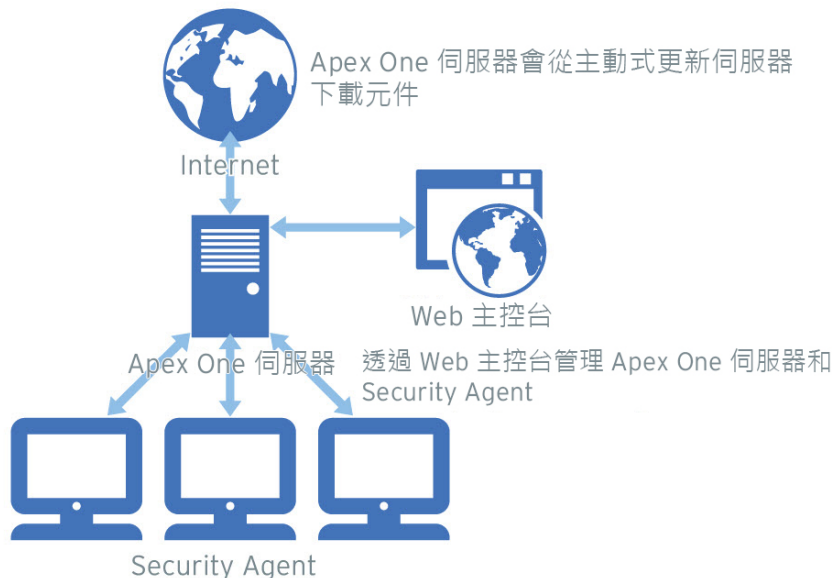 Apex One 伺服器會從主動式更新伺服器
下載元件
Internet
Web 主控台
Apex One 伺服器
透過 Web 主控台管理 Apex One 伺服器和
Security Agent
Security Agent